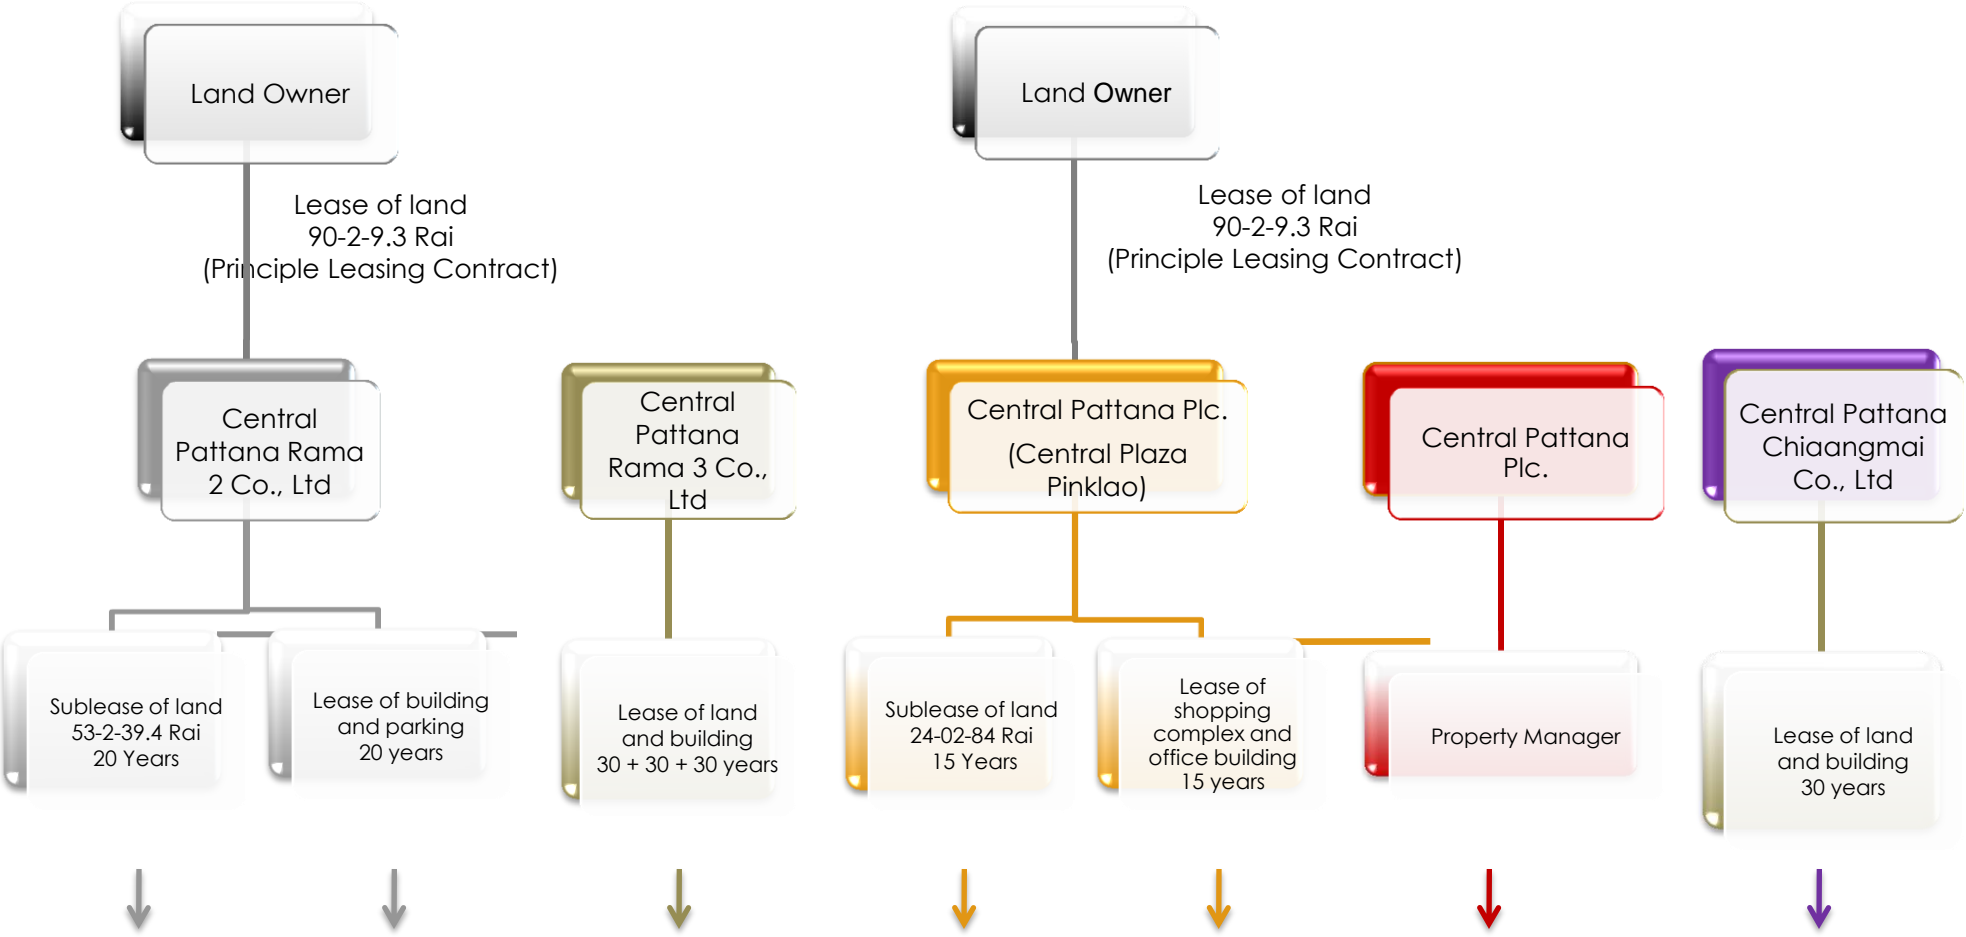 Land Owner
Land Owner
Lease of land
90-2-9.3 Rai
(Principle Leasing Contract)
Lease of land
90-2-9.3 Rai
(Principle Leasing Contract)
Central
Pattana Rama
2 Co., Ltd
Central
Pattana
Rama 3 Co.,
Ltd
Central Pattana Plc.
(Central Plaza
Pinklao)
Central Pattana
Plc.
Central Pattana
Chiaangmai
Co., Ltd
Sublease of land
53-2-39.4 Rai
20 Years
Lease of building
and parking
20 years
Lease of land
and building
30 + 30 + 30 years
Sublease of land
24-02-84 Rai
15 Years
Lease of
shopping
complex and
office building
15 years
Property Manager
Lease of land
and building
30 years